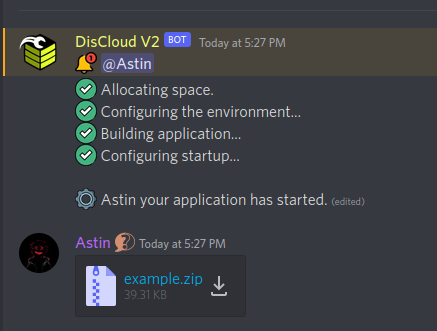 DisCloud V2 BOT Today at 5:27 PM
1 @Astin
Allocating space.
Configuring the environment...
Building application...
Configuring startup...
Astin your application has started. (edited)
Astin Today at 5:27 PM
example.zip
39.31 KB